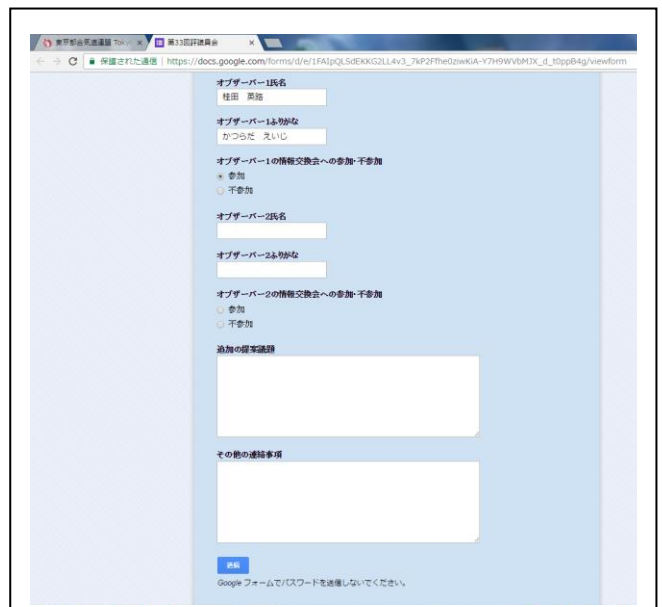 東京都合気道連盟 Tokyo
第33回評議員会
保護された通信 | https://docs.google.com/forms/d/e/
オブザーバー1氏名
桂田 英路
オブザーバー1ふりがな
かつらだ えいじ
オブザーバー1の情報交換会への参加・不参加
参加
不参加
オブザーバー2氏名
オブザーバー2ふりがな
オブザーバー2の情報交換会への参加・不参加
参加
不参加
追加の提案議題
その他の連絡事項
送信
Google フォームでパスワードを送信しないでください。